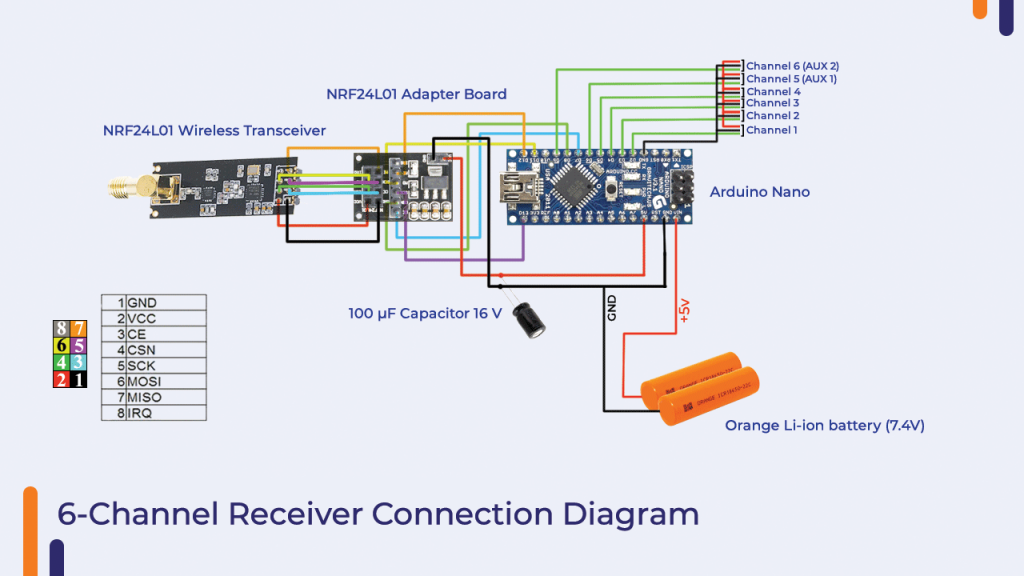 Channel 6 (AUX 2)
Channel 5 (AUX 1)
Channel 4
Channel 3
Channel 2
Channel 1
NRF24L01 Adapter Board
NRF24L01 Wireless Transceiver
Arduino Nano
100 µF Capacitor 16 V
GND
+5V
1 GND
2 VCC
3 CE
4 CSN
5 SCK
6 MOSI
7 MISO
8 IRQ
8 7
6 5
4 3
2 1
Orange Li-ion battery (7.4V)
6-Channel Receiver Connection Diagram